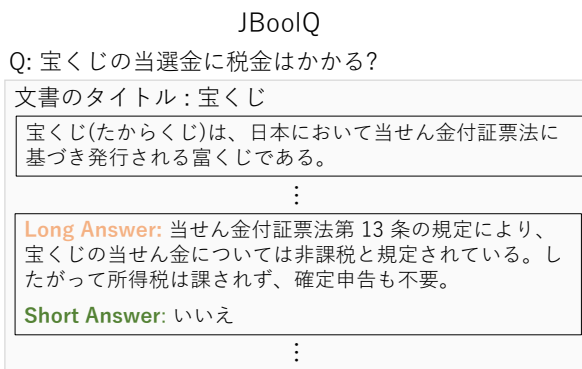 JBoolQ
Q: 宝くじの当選金に税金はかかる?
文書のタイトル : 宝くじ
宝くじ(たからくじ)は、日本において当せん金付証票法に
基づき発行される富くじである。
⋮
Long Answer: 当せん金付証票法第 13 条の規定により、
宝くじの当せん金については非課税と規定されている。し
たがって所得税は課されず、確定申告も不要。
Short Answer: いいえ
⋮